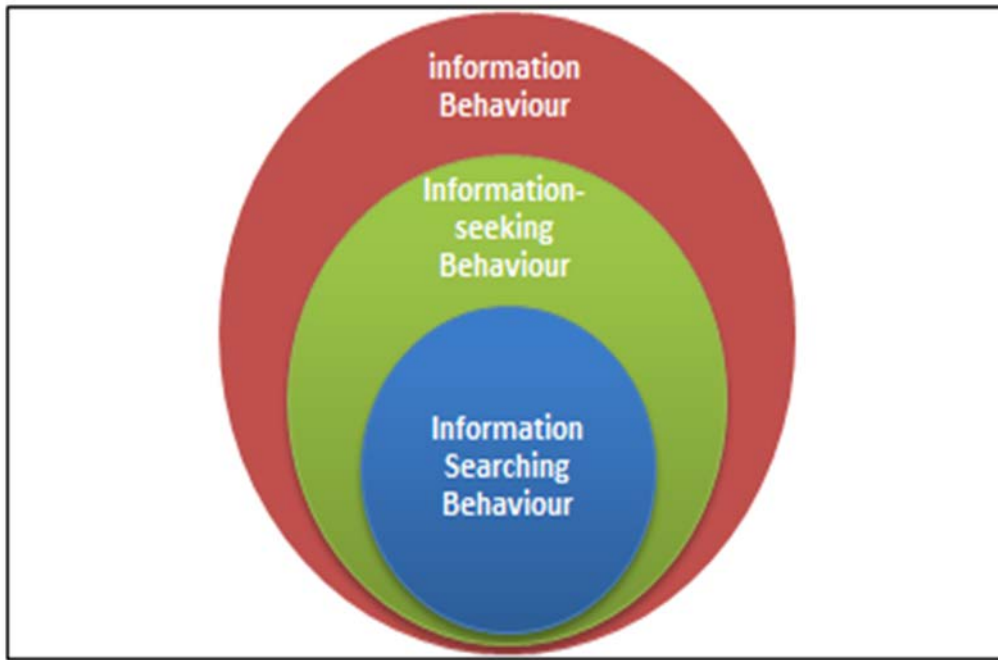 information
Behaviour
Information-
seeking
Behaviour
Information
Searching
Behaviour